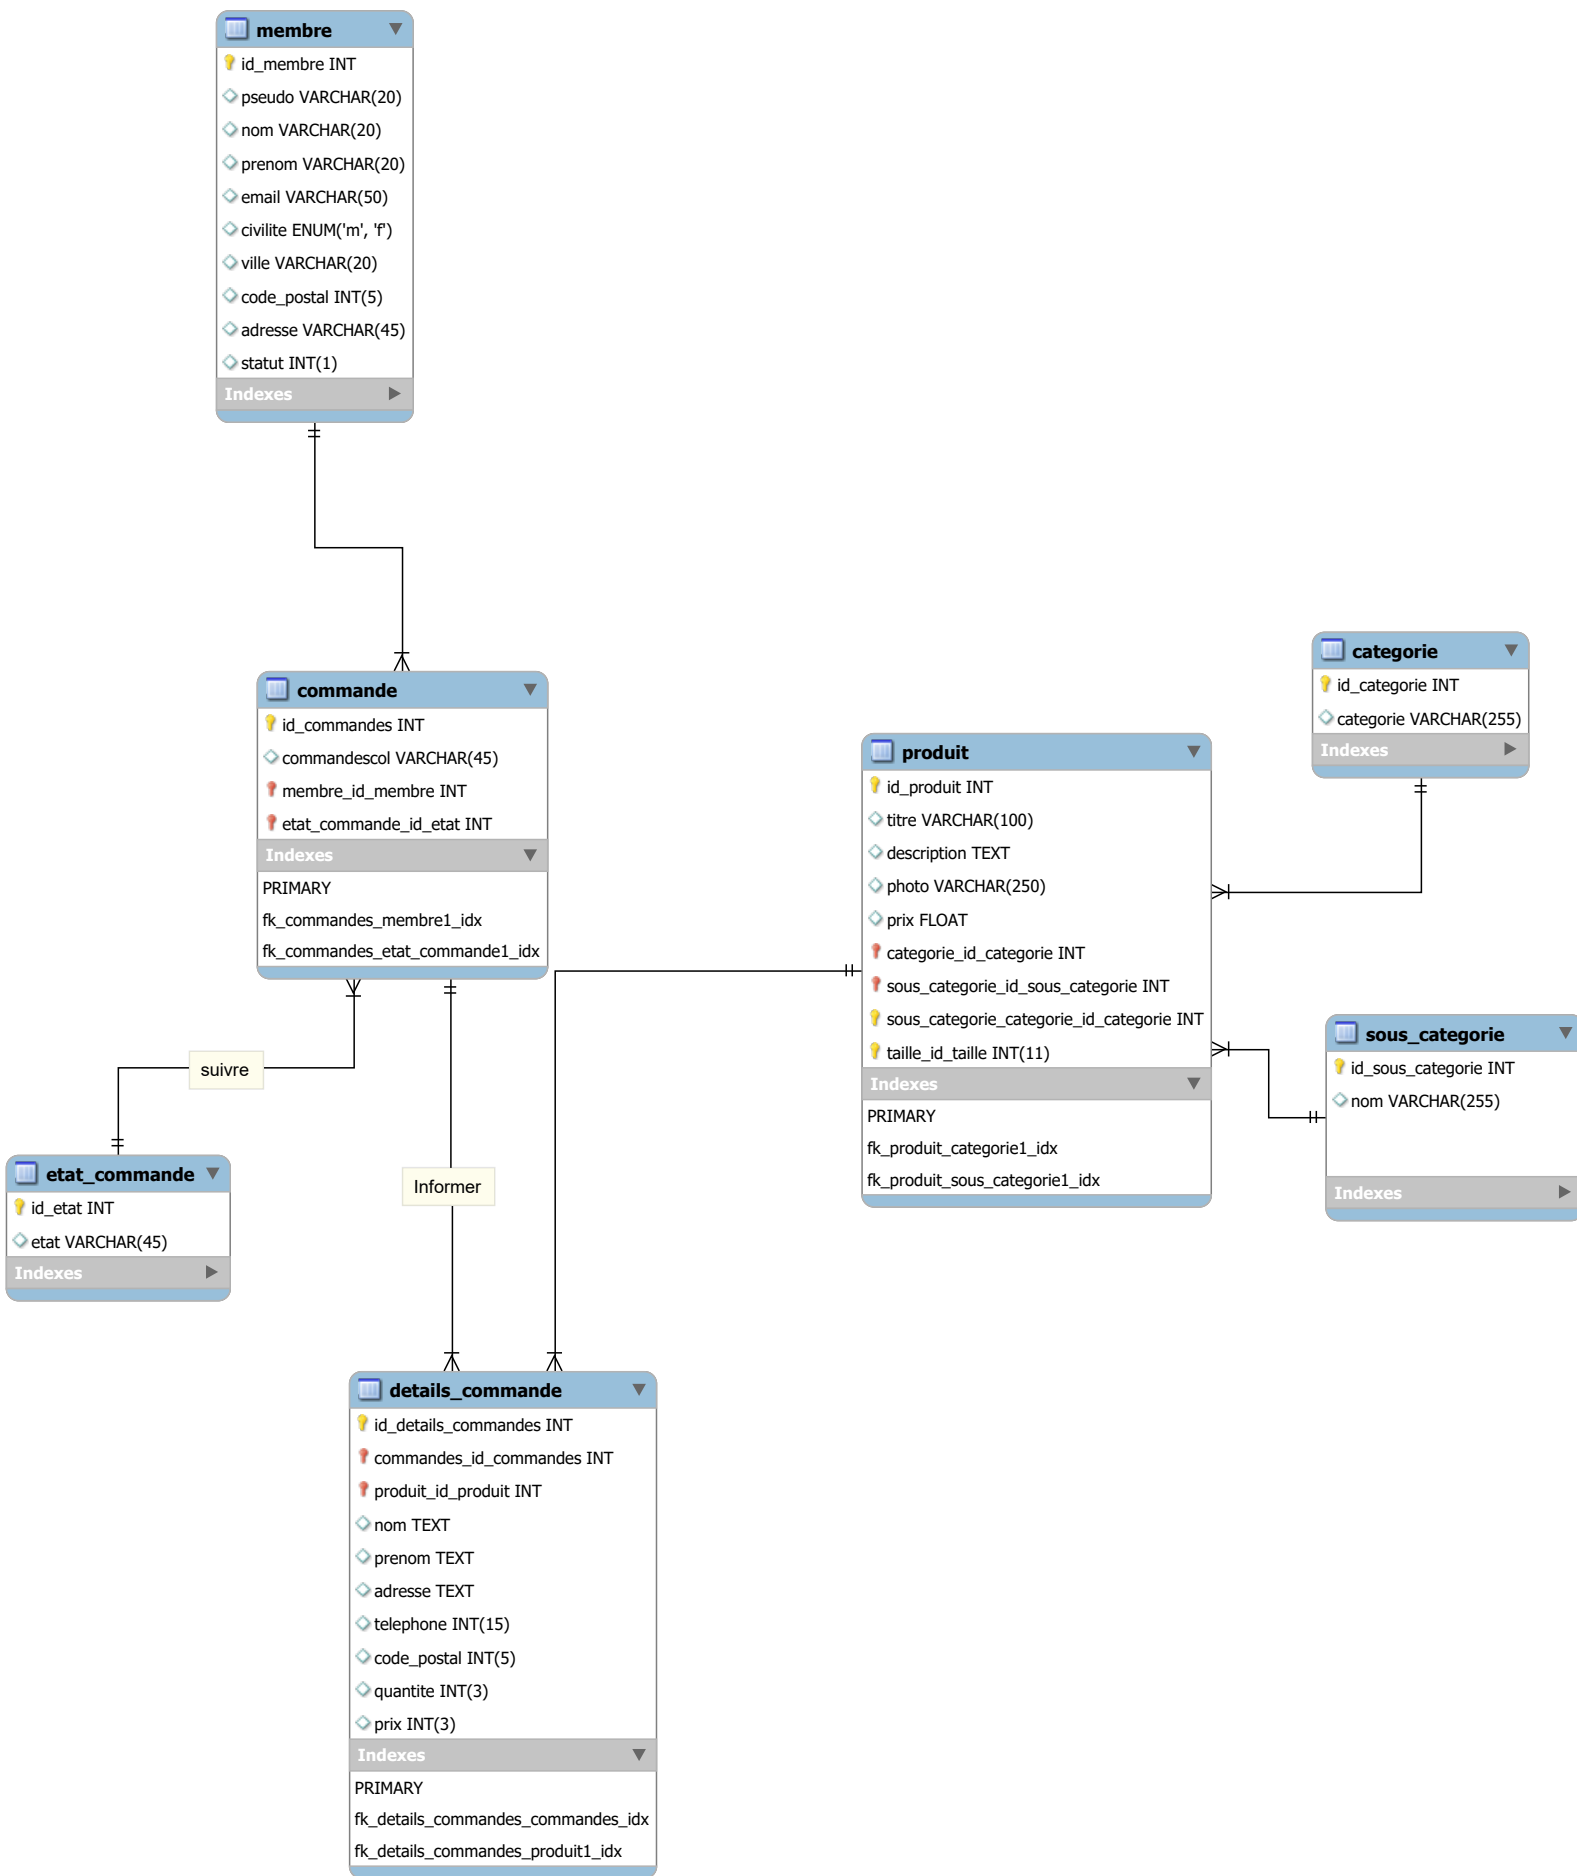 membre
id_membre INT
pseudo VARCHAR(20)
nom VARCHAR(20)
prenom VARCHAR(20)
email VARCHAR(50)
civilite ENUM('m', 'f')
ville VARCHAR(20)
code_postal INT(5)
adresse VARCHAR(45)
statut INT(1)
Indexes
commande
id_commandes INT
commandescol VARCHAR(45)
membre_id_membre INT
etat_commande_id_etat INT
Indexes
PRIMARY
fk_commandes_membre1_idx
fk_commandes_etat_commande1_idx
categorie
id_categorie INT
categorie VARCHAR(255)
Indexes
produit
id_produit INT
titre VARCHAR(100)
description TEXT
photo VARCHAR(250)
prix FLOAT
categorie_id_categorie INT
sous_categorie_id_sous_categorie INT
sous_categorie_categorie_id_categorie INT
taille_id_taille INT(11)
Indexes
PRIMARY
fk_produit_categorie1_idx
fk_produit_sous_categorie1_idx
sous_categorie
id_sous_categorie INT
nom VARCHAR(255)
Indexes
suivre
etat_commande
id_etat INT
etat VARCHAR(45)
Indexes
Informer
details_commande
id_details_commandes INT
commandes_id_commandes INT
produit_id_produit INT
nom TEXT
prenom TEXT
adresse TEXT
telephone INT(15)
code_postal INT(5)
quantite INT(3)
prix INT(3)
Indexes
PRIMARY
fk_details_commandes_commandes_idx
fk_details_commandes_produit1_idx